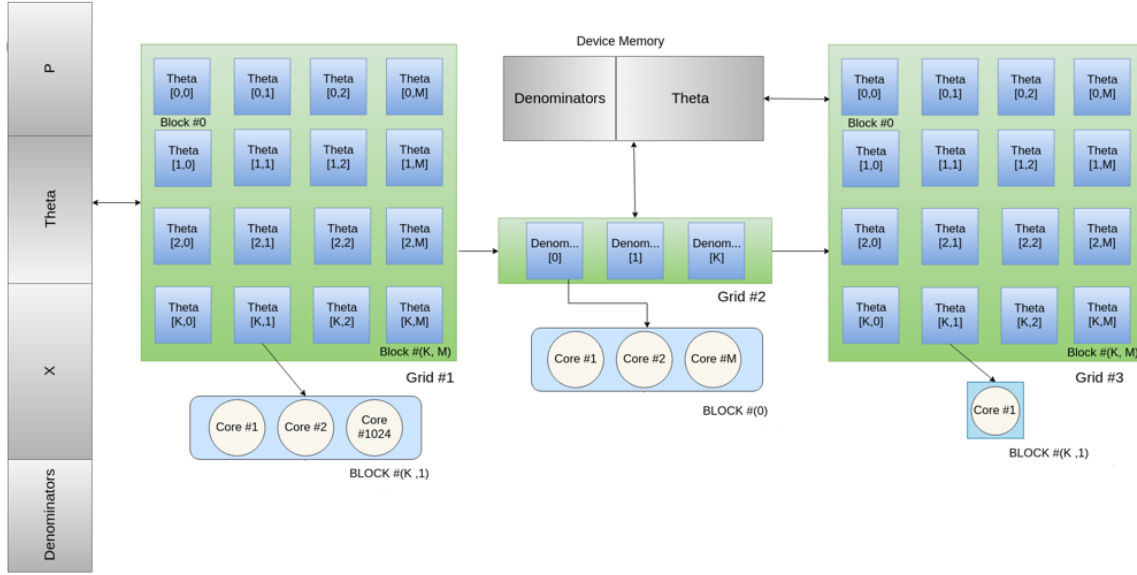 P
Theta
X
Denominators
Theta
[0,0]
Theta
[0,1]
Theta
[0,2]
Theta
[0,M]
Block #0
Theta
[1,0]
Theta
[1,1]
Theta
[1,2]
Theta
[1,M]
Theta
[2,0]
Theta
[2,1]
Theta
[2,2]
Theta
[2,M]
Theta
[K,0]
Theta
[K,1]
Theta
[K,2]
Theta
[K,M]
Block #(K, M)
Grid #1
Core #1
Core #2
Core
#1024
BLOCK #(K ,1)
Device Memory
Denominators
Theta
Denom...
[0]
Denom...
[1]
Denom...
[K]
Grid #2
Core #1
Core #2
Core #M
BLOCK #(0)
Theta
[0,0]
Theta
[0,1]
Theta
[0,2]
Theta
[0,M]
Block #0
Theta
[1,0]
Theta
[1,1]
Theta
[1,2]
Theta
[1,M]
Theta
[2,0]
Theta
[2,1]
Theta
[2,2]
Theta
[2,M]
Theta
[K,0]
Theta
[K,1]
Theta
[K,2]
Theta
[K,M]
Block #(K, M)
Grid #3
Core #1
BLOCK #(K ,1)